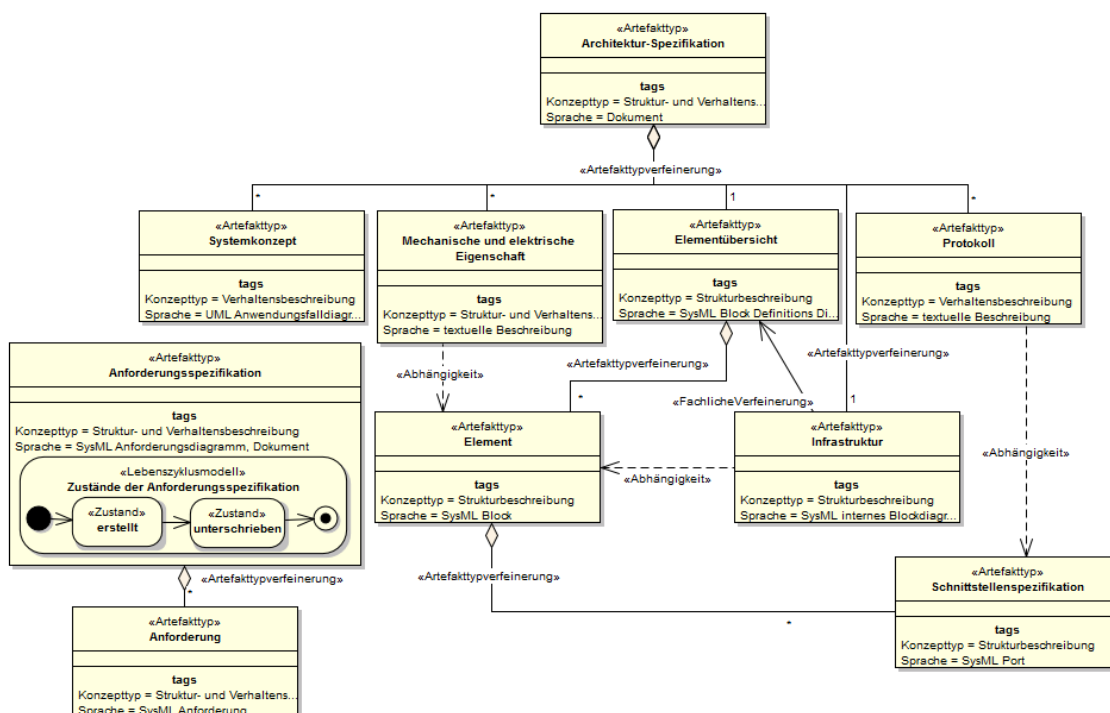 «Artefakttyp»
Architektur-Spezifikation
tags
Konzepttyp = Struktur- und Verhaltens...
Sprache = Dokument
«Artefakttypverfeinerung»
*
*
1
*
«Artefakttyp»
Systemkonzept
tags
Konzepttyp = Verhaltensbeschreibung
Sprache = UML Anwendungsfalldiagr...
«Artefakttyp»
Mechanische und elektrische
Eigenschaft
tags
Konzepttyp = Struktur- und Verhaltens...
Sprache = textuelle Beschreibung
«Artefakttyp»
Elementübersicht
tags
Konzepttyp = Strukturbeschreibung
Sprache = SysML Block Definitions Di...
«Artefakttyp»
Protokoll
tags
Konzepttyp = Verhaltensbeschreibung
Sprache = textuelle Beschreibung
«Artefakttypverfeinerung»
«Artefakttypverfeinerung»
«Abhängigkeit»
«FachlicheVerfeinerung»
*
1
«Artefakttyp»
Anforderungsspezifikation
tags
Konzepttyp = Struktur- und Verhaltensbeschreibung
Sprache = SysML Anforderungsdiagramm, Dokument
«Lebenszyklusmodell»
Zustände der Anforderungsspezifikation
«Zustand»
erstellt
«Zustand»
unterschrieben
«Artefakttyp»
Element
tags
Konzepttyp = Strukturbeschreibung
Sprache = SysML Block
«Abhängigkeit»
«Artefakttyp»
Infrastruktur
tags
Konzepttyp = Strukturbeschreibung
Sprache = SysML internes Blockdiagr...
«Abhängigkeit»
«Artefakttypverfeinerung»
*
«Artefakttypverfeinerung»
*
«Artefakttyp»
Schnittstellenspezifikation
tags
Konzepttyp = Strukturbeschreibung
Sprache = SysML Port
«Artefakttyp»
Anforderung
tags
Konzepttyp = Struktur- und Verhaltens...
Sprache = SysML Anforderung